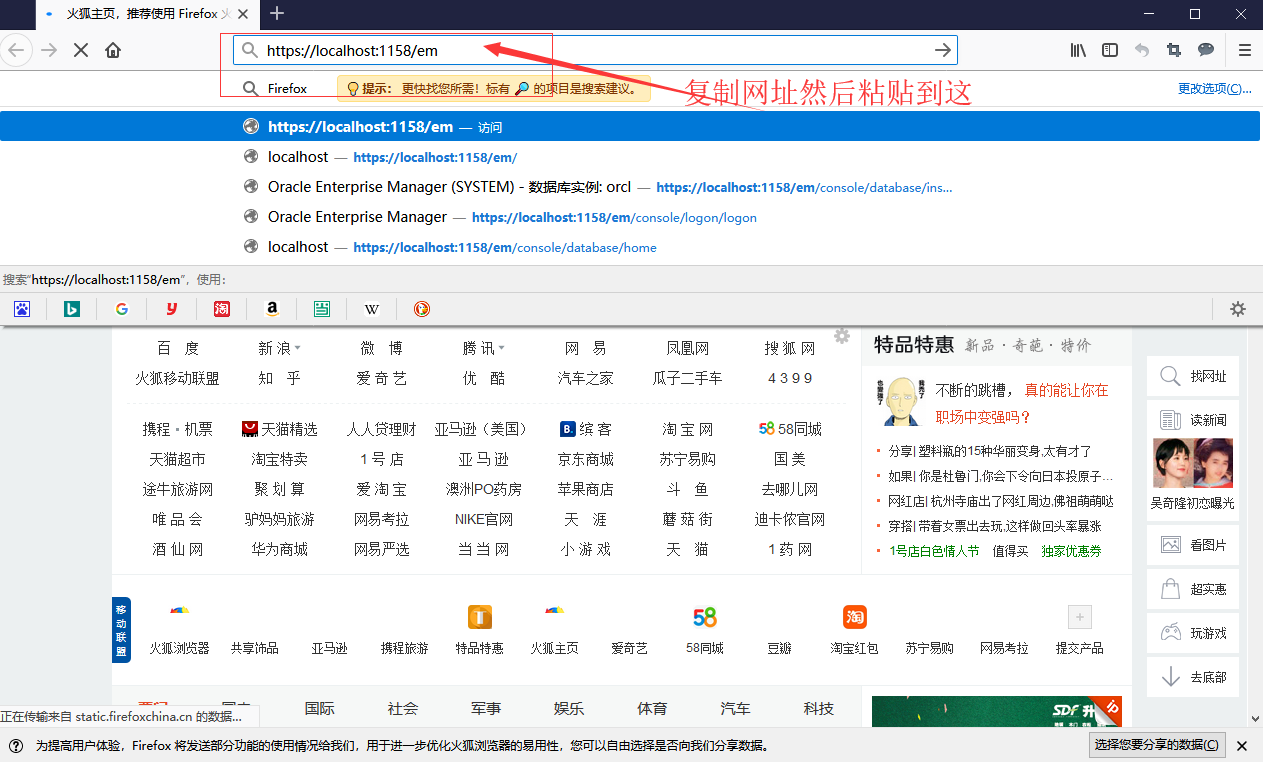 火狐主页，推荐使用 Firefox 火
https://localhost:1158/em
Firefox
提示： 更快找您所需！标有 的项目是搜索建议。
更改选项(C)...
复制网址然后粘贴到这
https://localhost:1158/em — 访问
localhost — https://localhost:1158/em/
Oracle Enterprise Manager (SYSTEM) - 数据库实例: orcl — https://localhost:1158/em/console/database/ins...
Oracle Enterprise Manager — https://localhost:1158/em/console/logon/logon
localhost — https://localhost:1158/em/console/database/home
搜索“https://localhost:1158/em”，使用：
百 度 新 浪 微 博 腾 讯 网 易 凤凰网 搜 狐 网
火狐移动联盟 知 乎 爱 奇 艺 优 酷 汽车之家 瓜子二手车 4 3 9 9
携程·机票 天猫精选 人人贷理财 亚马逊（美国） B. 缤 客 淘 宝 网 58 58同城
天猫超市 淘宝特卖 1 号 店 亚 马 逊 京东商城 苏宁易购 国 美
途牛旅游网 聚 划 算 爱 淘 宝 澳洲PO药房 苹果商店 斗 鱼 去哪儿网
唯 品 会 驴妈妈旅游 网易考拉 NIKE官网 天 涯 蘑 菇 街 迪卡侬官网
酒 仙 网 华为商城 网易严选 当 当 网 小 游 戏 天 猫 1 药 网
特品特惠 新品·奇葩·特价
也变强了
我秃了
不断的跳槽， 真的能让你在
职场中变强吗?
分享| 塑料瓶的15种华丽变身,太有才了
如果| 你是杜鲁门,你会下令向日本投原子...
网红店| 杭州寺庙出了网红周边,佛祖萌萌哒
穿搭| 带着女票出去玩,这样做回头率暴涨
1号店白色情人节 值得买 独家优惠券
找网址
读新闻
吴奇隆初恋曝光
看图片
超实惠
玩游戏
去底部
移动联盟
58
淘
火狐浏览器 共享饰品 亚马逊 携程旅游 特品特惠 火狐主页 爱奇艺 58同城 豆瓣 淘宝红包 苏宁易购 网易考拉 提交产品
国际 社会 军事 娱乐 体育 汽车 科技
SDF 升
正在传输来自 static.firefoxchina.cn 的数据...
为提高用户体验，Firefox 将发送部分功能的使用情况给我们，用于进一步优化火狐浏览器的易用性，您可以自由选择是否向我们分享数据。
选择您要分享的数据(C)